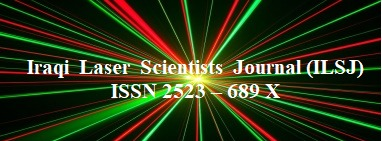 Iraqi Laser Scientists Journal (ILSJ)
ISSN 2523 – 689 X